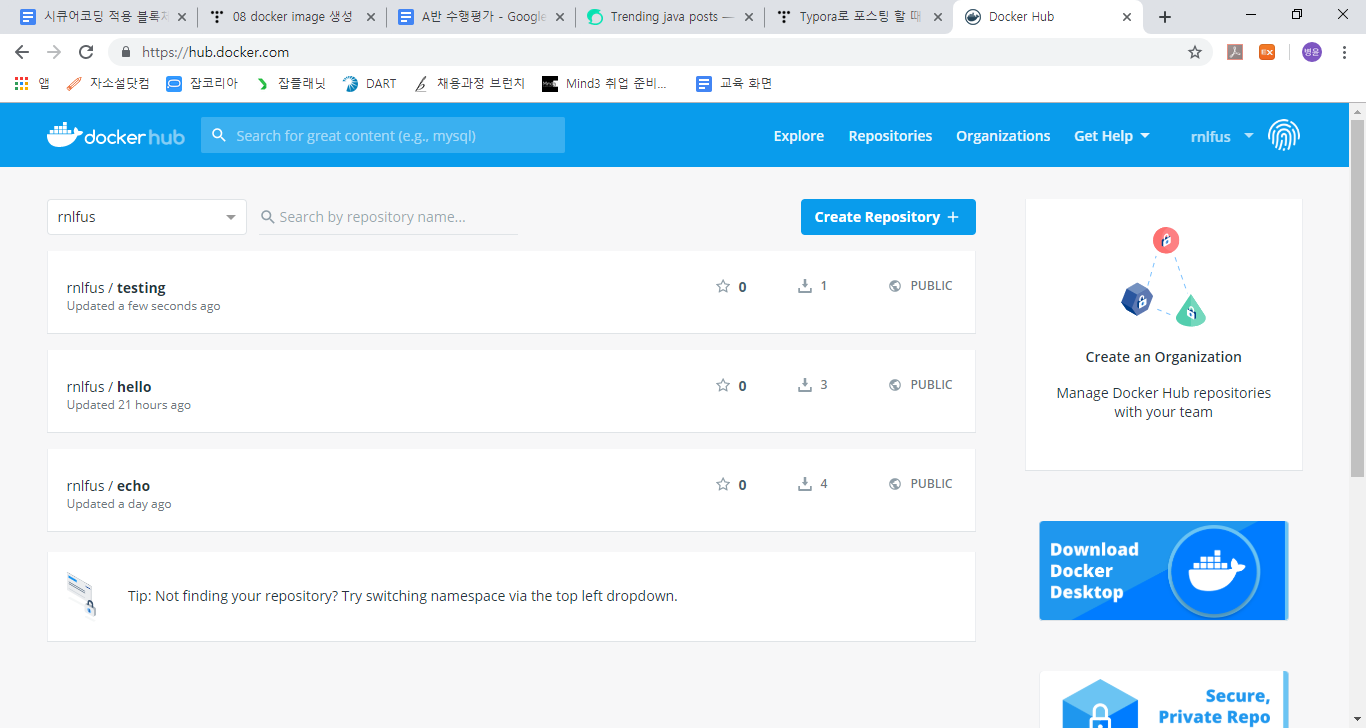 시큐어코딩 적용 블록체
08 docker image 생성
A반 수행평가 - Google
Trending java posts —
Typora로 포스팅 할 때
Docker Hub
https://hub.docker.com
병윤
앱
자소설닷컴
잡코리아
잡플래닛
DART
채용과정 브런치
Mind3 취업 준비...
교육 화면
docker hub
Search for great content (e.g., mysql)
Explore
Repositories
Organizations
Get Help
rnlfus
rnlfus
Search by repository name...
Create Repository +
rnlfus / testing
0
1
PUBLIC
Updated a few seconds ago
rnlfus / hello
0
3
PUBLIC
Updated 21 hours ago
rnlfus / echo
0
4
PUBLIC
Updated a day ago
Tip: Not finding your repository? Try switching namespace via the top left dropdown.
Create an Organization
Manage Docker Hub repositories
with your team
Download
Docker
Desktop
Secure,
Private Repo